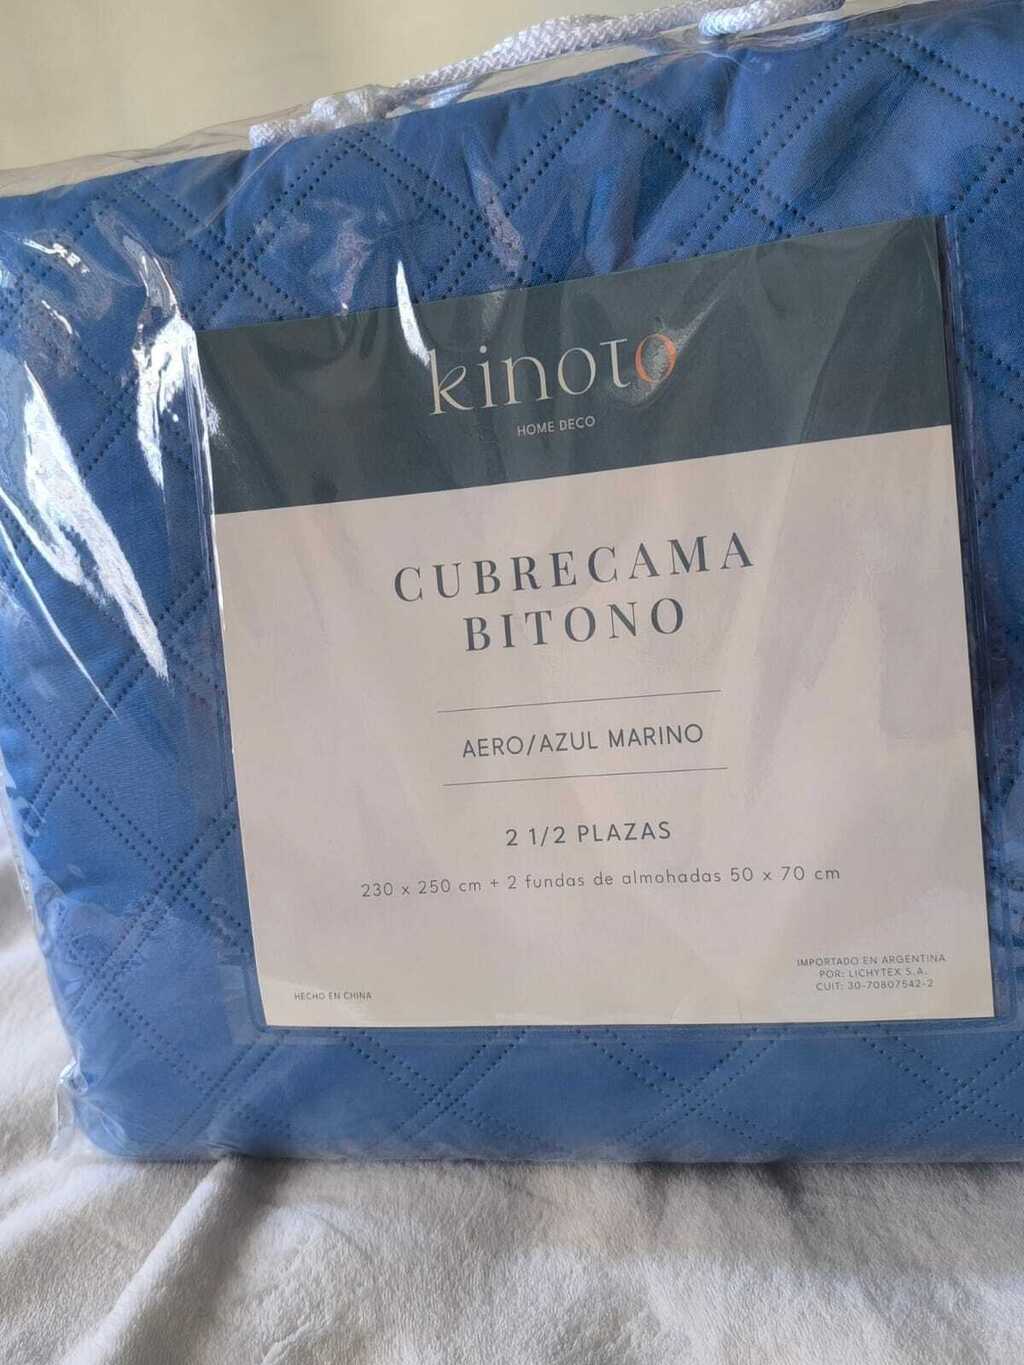 kinoto
HOME DECO
CUBRECAMA
BITONO
AERO/AZUL MARINO
2 1/2 PLAZAS
230 x 250 cm + 2 fundas de almohadas 50 x 70 cm
IMPORTADO EN ARGENTINA
POR: LICHYTEX S.A.
CUIT: 30-70807542-2
HECHO EN CHINA